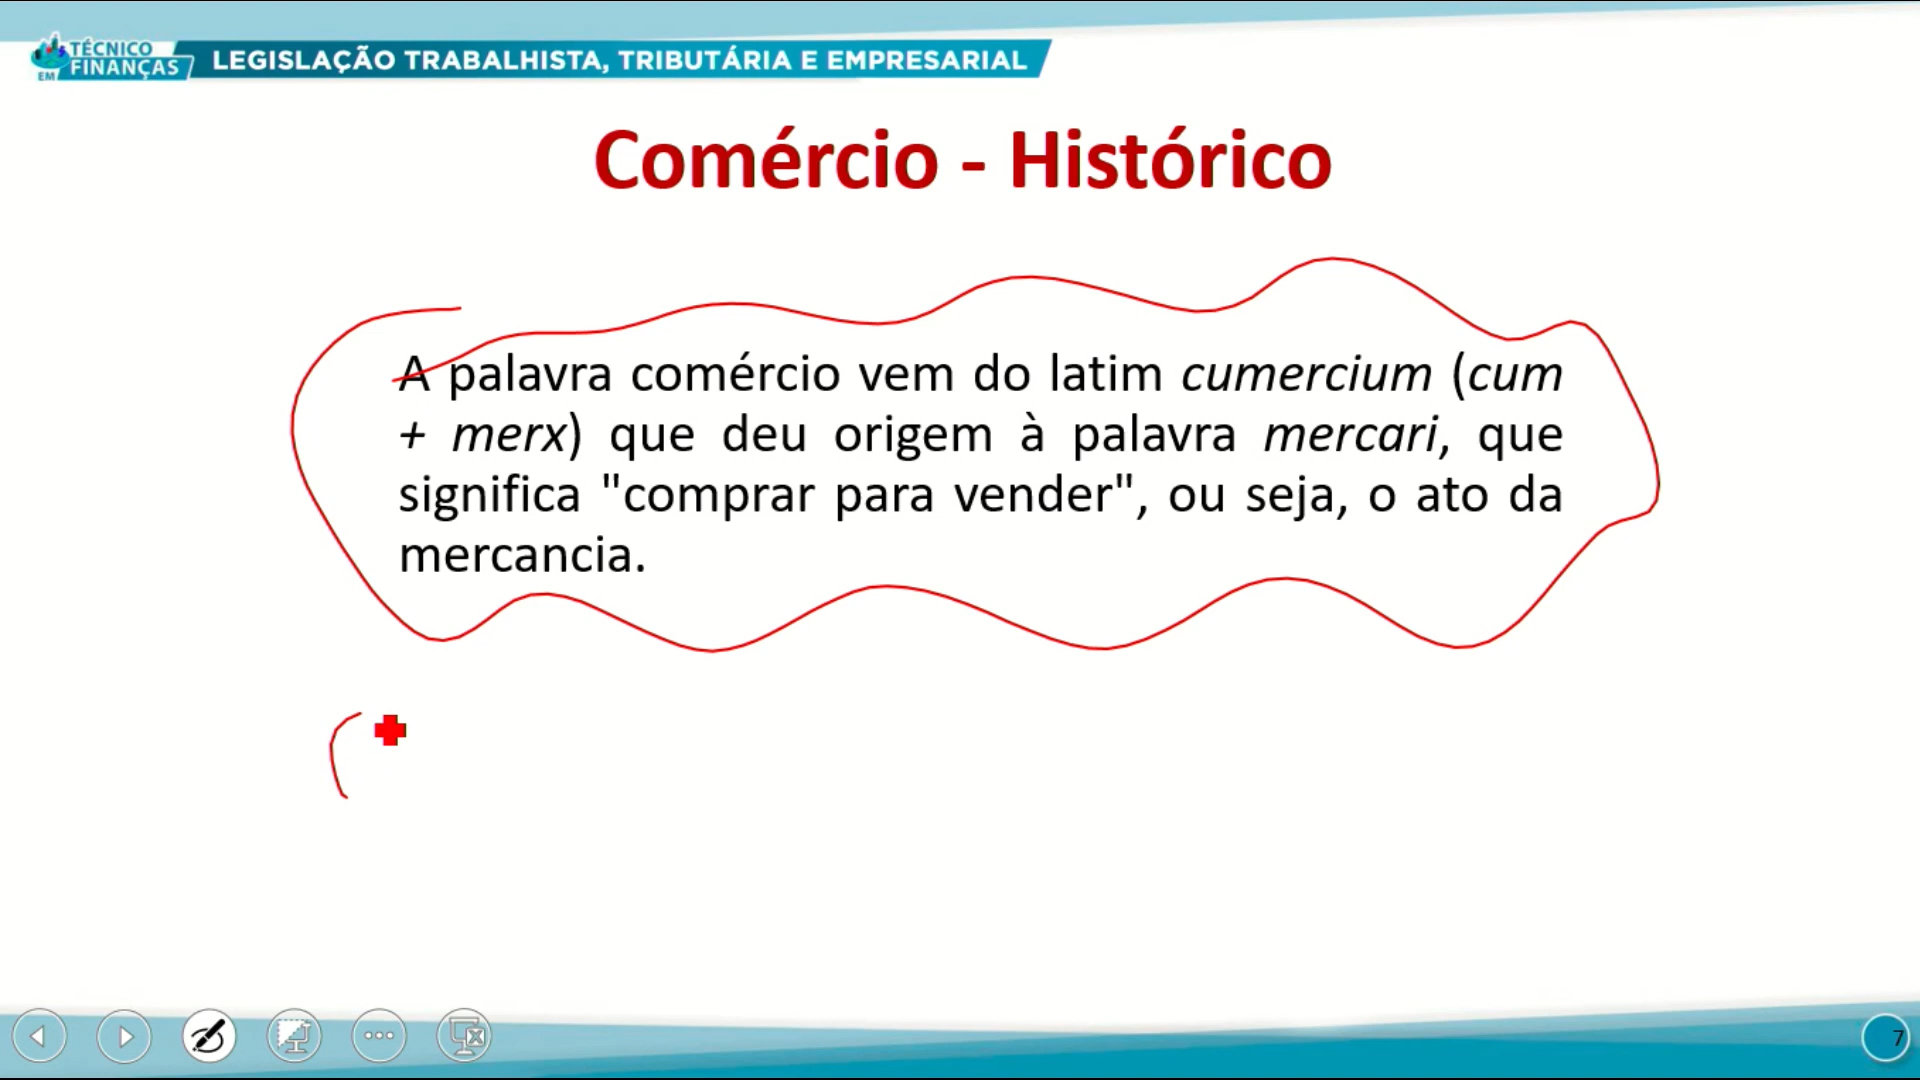 TÉCNICO
EM FINANÇAS
LEGISLAÇÃO TRABALHISTA, TRIBUTÁRIA E EMPRESARIAL
Comércio - Histórico
A palavra comércio vem do latim cumercium (cum
+ merx) que deu origem à palavra mercari, que
significa "comprar para vender", ou seja, o ato da
mercancia.
7